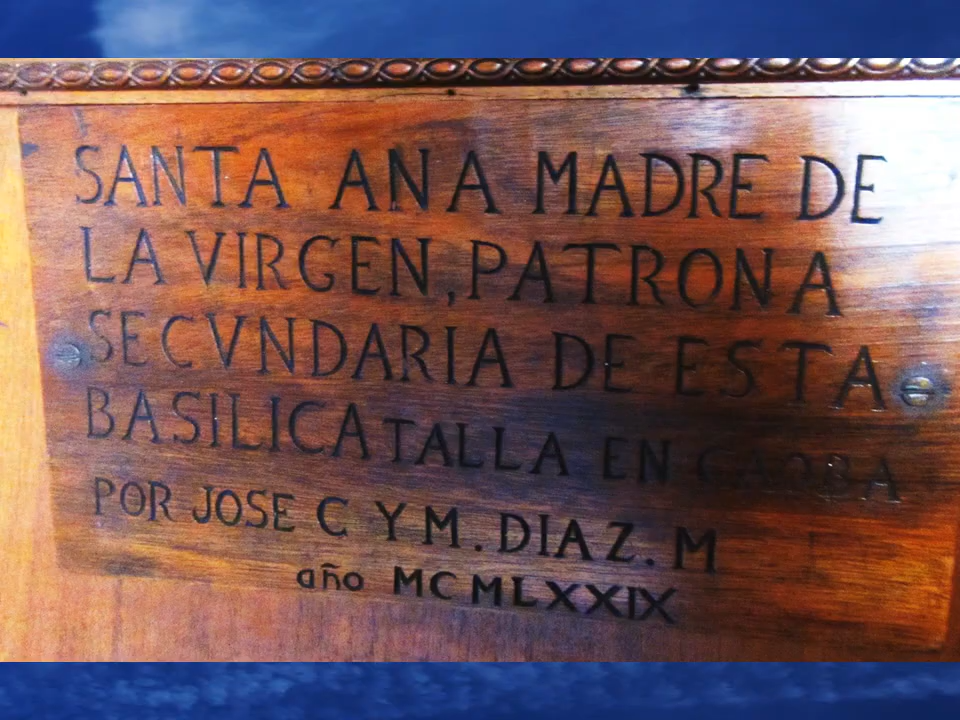 SANTA ANA MADRE DE
LA VIRGEN, PATRONA
SECVNDARIA DE ESTA
BASILICA TALLA EN CAOBA
POR JOSE C Y M. DIAZ. M
año MCMLXXIX